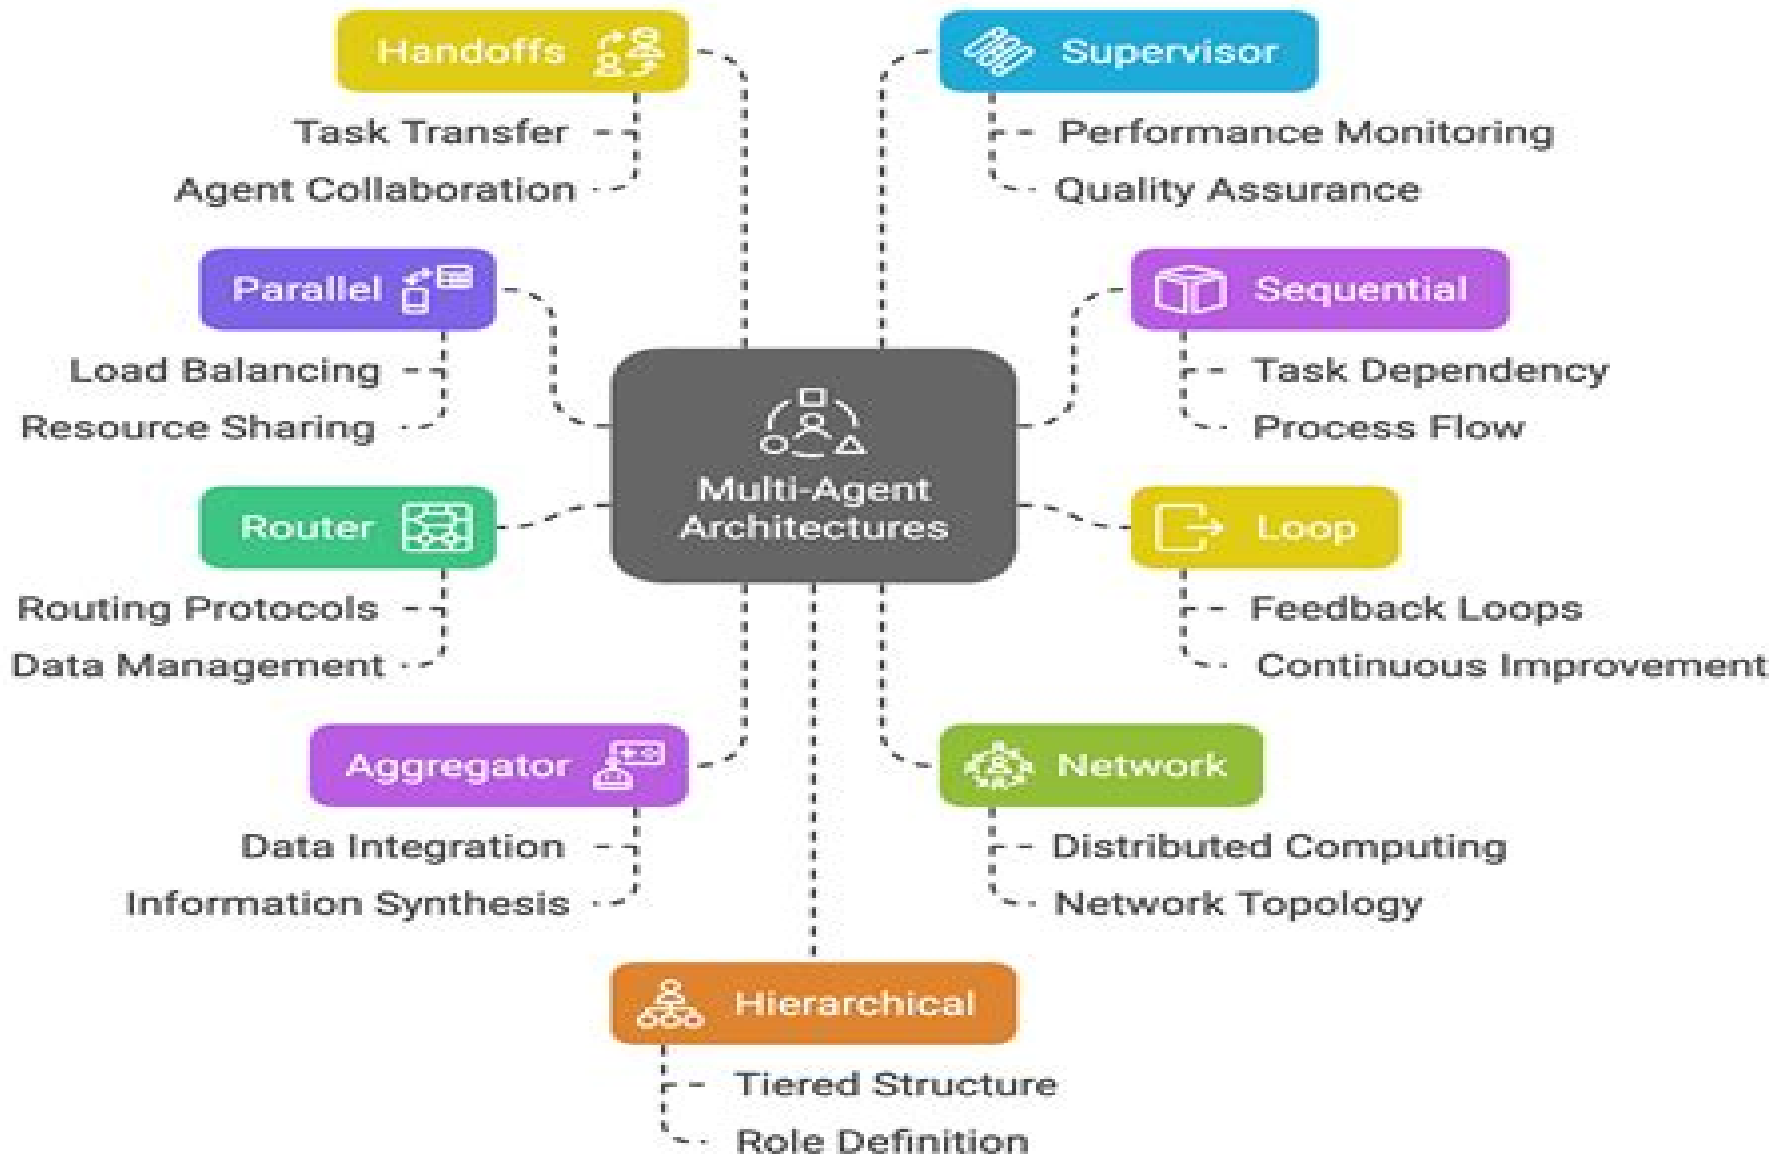 Handoffs
Task Transfer
Agent Collaboration
Supervisor
Performance Monitoring
Quality Assurance
Parallel
Load Balancing
Resource Sharing
Sequential
Task Dependency
Process Flow
Multi-Agent
Architectures
Router
Routing Protocols
Data Management
Loop
Feedback Loops
Continuous Improvement
Aggregator
Data Integration
Information Synthesis
Network
Distributed Computing
Network Topology
Hierarchical
Tiered Structure
Role Definition